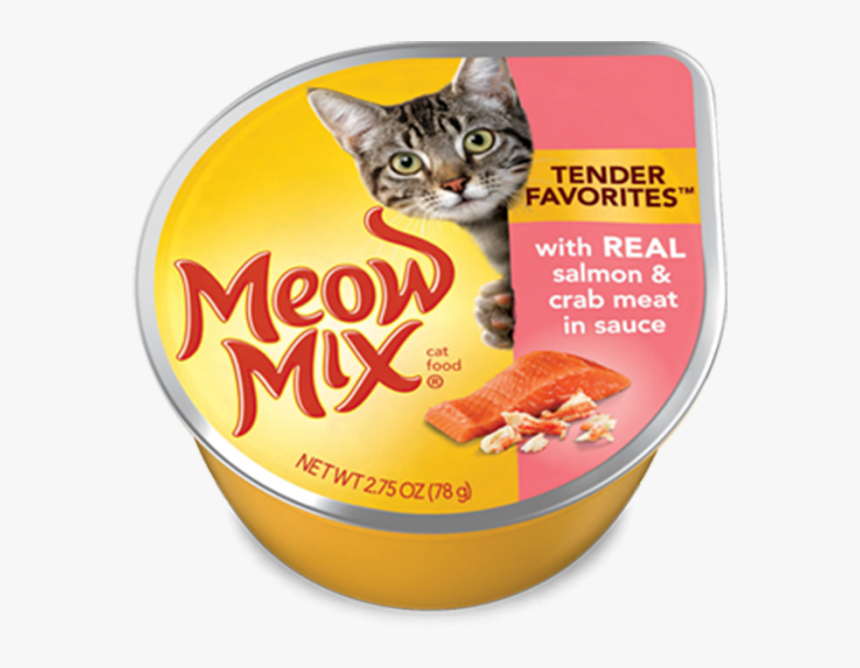 MEOW
MIX
cat
food
®
NET WT 2.75 OZ (78 g)
TENDER
FAVORITES™
with REAL
salmon &
crab meat
in sauce